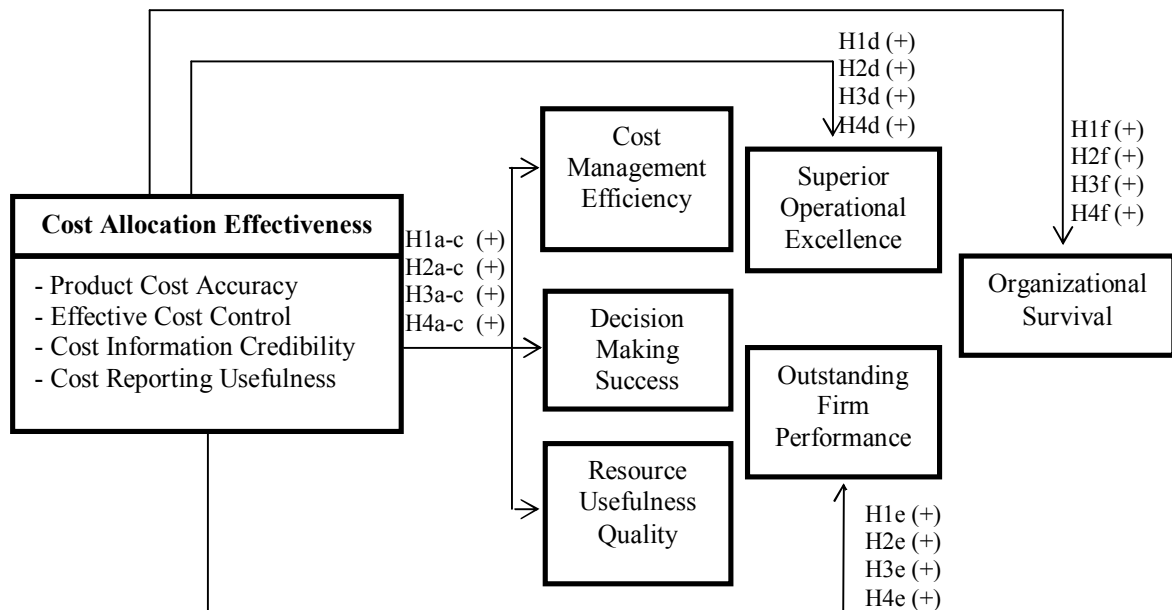 Cost Allocation Effectiveness
- Product Cost Accuracy
- Effective Cost Control
- Cost Information Credibility
- Cost Reporting Usefulness
H1a-c (+)
H2a-c (+)
H3a-c (+)
H4a-c (+)
Cost
Management
Efficiency
Decision
Making
Success
Resource
Usefulness
Quality
H1d (+)
H2d (+)
H3d (+)
H4d (+)
Superior
Operational
Excellence
Outstanding
Firm
Performance
H1e (+)
H2e (+)
H3e (+)
H4e (+)
H1f (+)
H2f (+)
H3f (+)
H4f (+)
Organizational
Survival